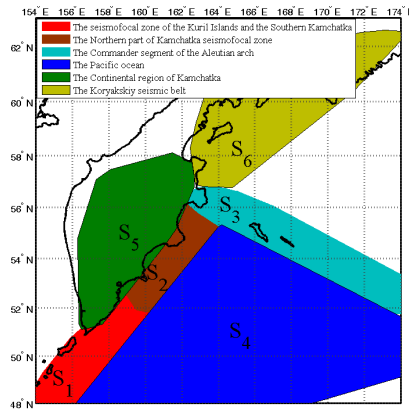 154°E 156°E 158°E 160°E 162°E 164°E 166°E 168°E 170°E 172°E 174°E
The seismofocal zone of the Kuril Islands and the Southern Kamchatka
The Northern part of Kamchatka seismofocal zone
The Commander segment of the Aleutian arch
The Pacific ocean
The Continental region of Kamchatka
The Koryakskiy seismic belt
62°N
60°N
58°N
S6
56°N
S3
S5
54°N
S2
52°N
S4
50°N
S1
48°N